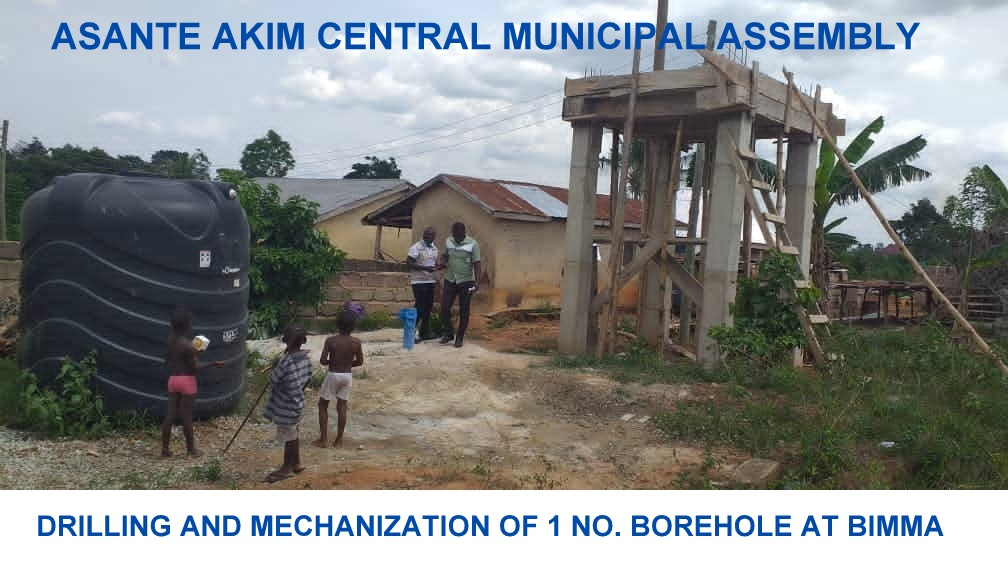 ASANTE AKIM CENTRAL MUNICIPAL ASSEMBLY
DRILLING AND MECHANIZATION OF 1 NO. BOREHOLE AT BIMMA